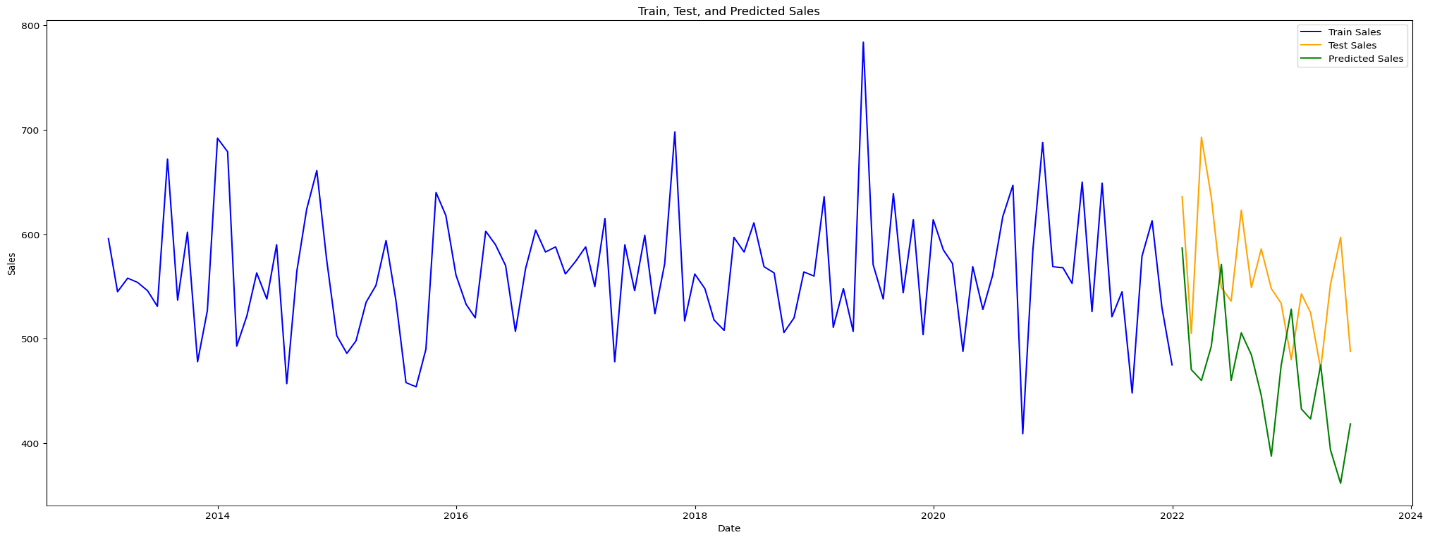 Train, Test, and Predicted Sales
800
700
600
500
400
Sales
Train Sales
Test Sales
Predicted Sales
2014
2016
2018
2020
2022
2024
Date